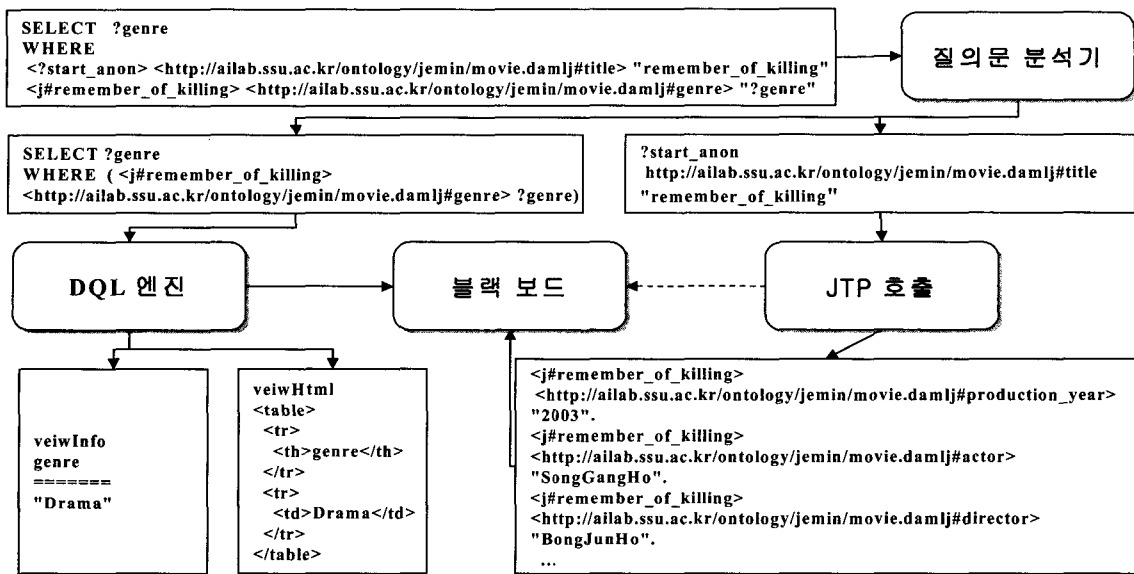 SELECT ?genre
WHERE
<?start_anon> <http://ailab.ssu.ac.kr/ontology/jemin/movie.damlj#title> "remember_of_killing"
<j#remember_of_killing> <http://ailab.ssu.ac.kr/ontology/jemin/movie.damlj#genre> "?genre"
질의문 분석기
SELECT ?genre
WHERE ( <j#remember_of_killing>
<http://ailab.ssu.ac.kr/ontology/jemin/movie.damlj#genre> ?genre)
?start_anon
http://ailab.ssu.ac.kr/ontology/jemin/movie.damlj#title
"remember_of_killing"
DQL 엔진
블랙 보드
JTP 호출
veiwInfo
genre
=======
"Drama"
veiwHtml
<table>
<tr>
<th>genre</th>
</tr>
<tr>
<td>Drama</td>
</tr>
</table>
<j#remember_of_killing>
<http://ailab.ssu.ac.kr/ontology/jemin/movie.damlj#production_year>
"2003".
<j#remember_of_killing>
<http://ailab.ssu.ac.kr/ontology/jemin/movie.damlj#actor>
"SongGangHo".
<j#remember_of_killing>
<http://ailab.ssu.ac.kr/ontology/jemin/movie.damlj#director>
"BongJunHo".
...